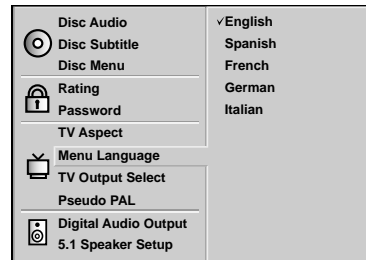 Disc Audio
Disc Subtitle
Disc Menu
Rating
Password
TV Aspect
Menu Language
TV Output Select
Pseudo PAL
Digital Audio Output
5.1 Speaker Setup
✓English
Spanish
French
German
Italian